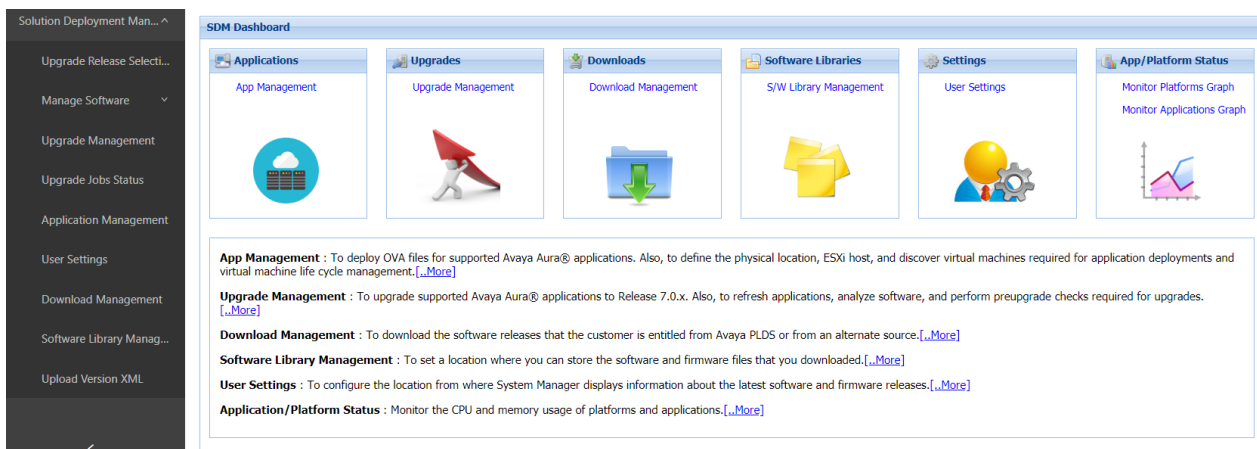 Solution Deployment Man...
Upgrade Release Selecti...
Manage Software
Upgrade Management
Upgrade Jobs Status
Application Management
User Settings
Download Management
Software Library Manag...
Upload Version XML
SDM Dashboard
Applications
App Management
Upgrades
Upgrade Management
Downloads
Download Management
Software Libraries
S/W Library Management
Settings
User Settings
App/Platform Status
Monitor Platforms Graph
Monitor Applications Graph
App Management : To deploy OVA files for supported Avaya Aura® applications. Also, to define the physical location, ESXi host, and discover virtual machines required for application deployments and
virtual machine life cycle management.[..More]
Upgrade Management : To upgrade supported Avaya Aura® applications to Release 7.0.x. Also, to refresh applications, analyze software, and perform preupgrade checks required for upgrades.
[..More]
Download Management : To download the software releases that the customer is entitled from Avaya PLDS or from an alternate source.[..More]
Software Library Management : To set a location where you can store the software and firmware files that you downloaded.[..More]
User Settings : To configure the location from where System Manager displays information about the latest software and firmware releases.[..More]
Application/Platform Status : Monitor the CPU and memory usage of platforms and applications.[..More]